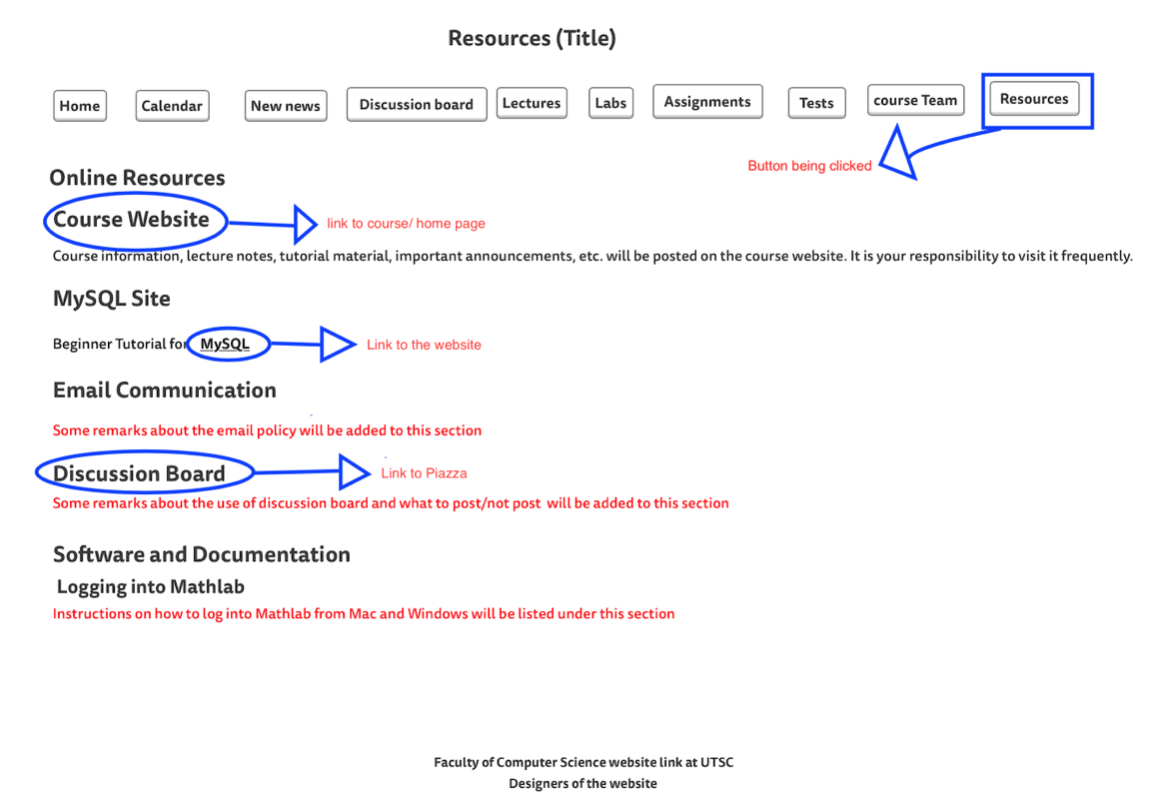 Resources (Title)
Home Calendar New news Discussion board Lectures Labs Assignments Tests course Team Resources
Button being clicked
Online Resources
Course Website link to course/ home page
Course information, lecture notes, tutorial material, important announcements, etc. will be posted on the course website. It is your responsibility to visit it frequently.
MySQL Site
Beginner Tutorial for MySQL Link to the website
Email Communication
Some remarks about the email policy will be added to this section
Discussion Board Link to Piazza
Some remarks about the use of discussion board and what to post/not post will be added to this section
Software and Documentation
Logging into Mathlab
Instructions on how to log into Mathlab from Mac and Windows will be listed under this section
Faculty of Computer Science website link at UTSC
Designers of the website